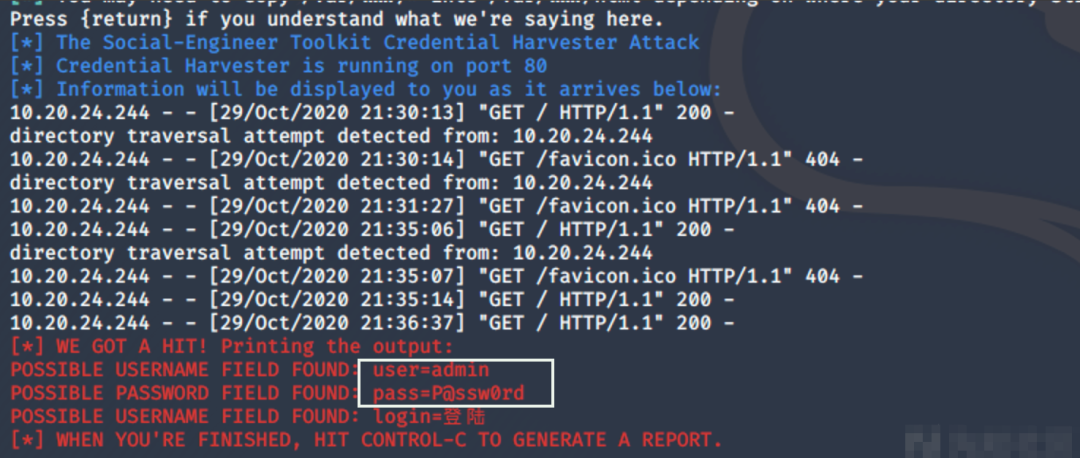 Press {return} if you understand what we're saying here.
[*] The Social-Engineer Toolkit Credential Harvester Attack
[*] Credential Harvester is running on port 80
[*] Information will be displayed to you as it arrives below:
10.20.24.244 - - [29/Oct/2020 21:30:13] "GET / HTTP/1.1" 200 -
directory traversal attempt detected from: 10.20.24.244
10.20.24.244 - - [29/Oct/2020 21:30:14] "GET /favicon.ico HTTP/1.1" 404 -
directory traversal attempt detected from: 10.20.24.244
10.20.24.244 - - [29/Oct/2020 21:31:27] "GET /favicon.ico HTTP/1.1" 404 -
10.20.24.244 - - [29/Oct/2020 21:35:06] "GET / HTTP/1.1" 200 -
directory traversal attempt detected from: 10.20.24.244
10.20.24.244 - - [29/Oct/2020 21:35:07] "GET /favicon.ico HTTP/1.1" 404 -
10.20.24.244 - - [29/Oct/2020 21:35:14] "GET / HTTP/1.1" 200 -
10.20.24.244 - - [29/Oct/2020 21:36:37] "GET / HTTP/1.1" 200 -
[*] WE GOT A HIT! Printing the output:
POSSIBLE USERNAME FIELD FOUND: user=admin
POSSIBLE PASSWORD FIELD FOUND: pass=P@ssw0rd
POSSIBLE USERNAME FIELD FOUND: login=登陆
[*] WHEN YOU'RE FINISHED, HIT CONTROL-C TO GENERATE A REPORT.